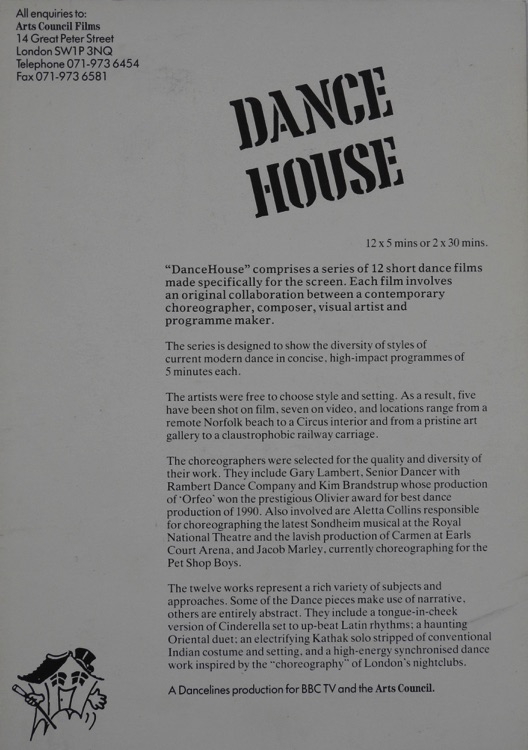 All enquiries to:
Arts Council Films
14 Great Peter Street
London SW1P 3NQ
Telephone 071-973 6454
Fax 071-973 6581
DANCE
HOUSE
12 x 5 mins or 2 x 30 mins.
"DanceHouse" comprises a series of 12 short dance films
made specifically for the screen. Each film involves
an original collaboration between a contemporary
choreographer, composer, visual artist and
programme maker.
The series is designed to show the diversity of styles of
current modern dance in concise, high-impact programmes of
5 minutes each.
The artists were free to choose style and setting. As a result, five
have been shot on film, seven on video, and locations range from a
remote Norfolk beach to a Circus interior and from a pristine art
gallery to a claustrophobic railway carriage.
The choreographers were selected for the quality and diversity of
their work. They include Gary Lambert, Senior Dancer with
Rambert Dance Company and Kim Brandstrup whose production
of 'Orfeo' won the prestigious Olivier award for best dance
production of 1990. Also involved are Aletta Collins responsible
for choreographing the latest Sondheim musical at the Royal
National Theatre and the lavish production of Carmen at Earls
Court Arena, and Jacob Marley, currently choreographing for the
Pet Shop Boys.
The twelve works represent a rich variety of subjects and
approaches. Some of the Dance pieces make use of narrative,
others are entirely abstract. They include a tongue-in-cheek
version of Cinderella set to up-beat Latin rhythms; a haunting
Oriental duet; an electrifying Kathak solo stripped of conventional
Indian costume and setting, and a high-energy synchronised dance
work inspired by the "choreography" of London's nightclubs.
A Dancelines production for BBC TV and the Arts Council.